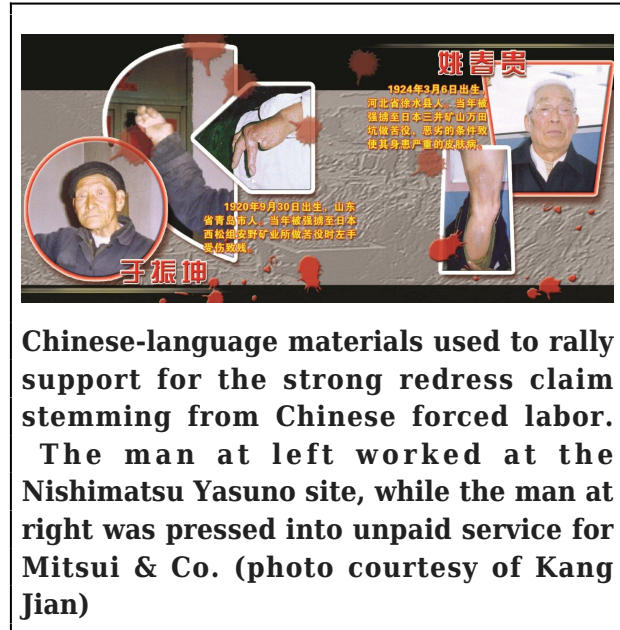 姚春贵
1924年3月6日出生，
河北省徐水县人，当年被
强掳至日本三井矿山万田
坑做苦役，恶劣的条件致
使其身患严重的皮肤病。
1920年9月30日出生，山东
省青岛市人，当年被强掳至日本
西松组安野矿业所做苦役时左手
受伤致残。
于振坤
Chinese-language materials used to rally
support for the strong redress claim
stemming from Chinese forced labor.
The man at left worked at the
Nishimatsu Yasuno site, while the man at
right was pressed into unpaid service for
Mitsui & Co. (photo courtesy of Kang
Jian)